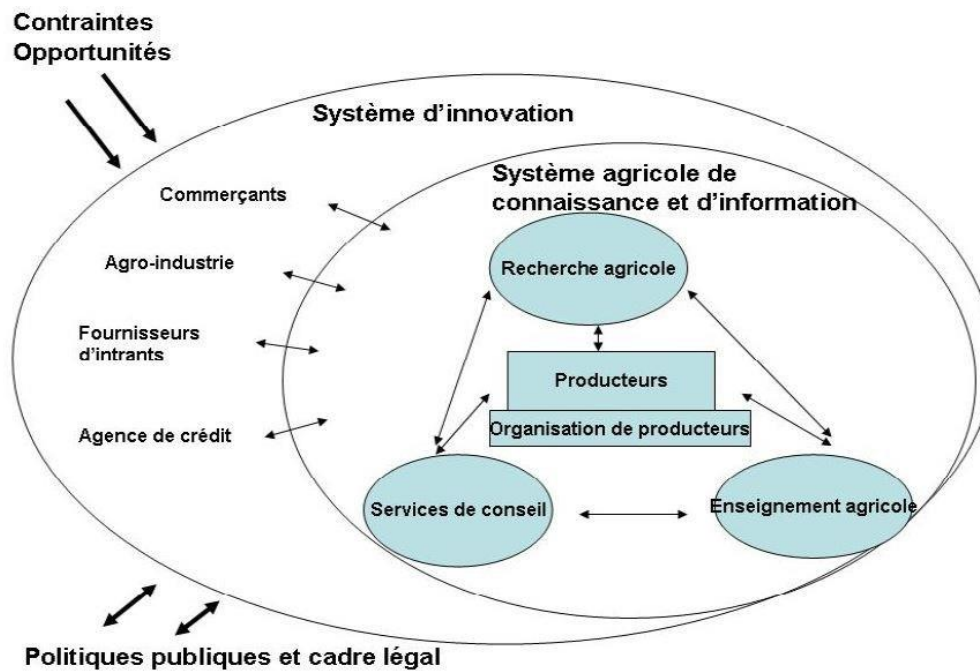 Contraintes
Opportunités
Système d'innovation
Système agricole de
connaissance et d'information
Commerçants
Agro-industrie
Fournisseurs
d'intrants
Agence de crédit
Recherche agricole
Producteurs
Organisation de producteurs
Services de conseil
Enseignement agricole
Politiques publiques et cadre légal